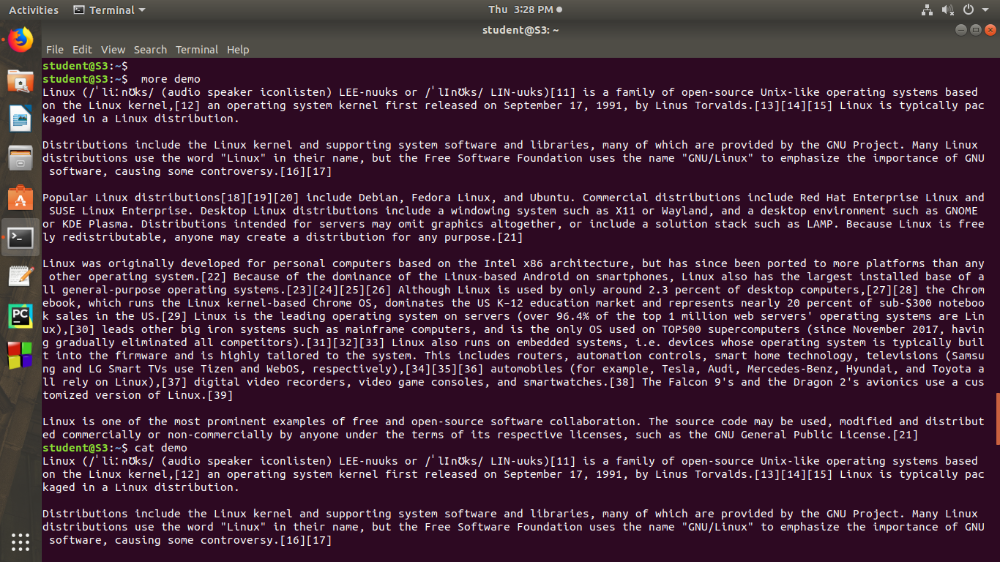 Activities Terminal Thu 3:28 PM
student@S3: ~
File Edit View Search Terminal Help
student@S3:~$
student@S3:~$  more demo
Linux (/ˈliːnʊks/ (audio speaker iconlisten) LEE-nuuks or /ˈlɪnʊks/ LIN-uuks)[11] is a family of open-source Unix-like operating systems based
on the Linux kernel,[12] an operating system kernel first released on September 17, 1991, by Linus Torvalds.[13][14][15] Linux is typically pac
kaged in a Linux distribution.

Distributions include the Linux kernel and supporting system software and libraries, many of which are provided by the GNU Project. Many Linux
distributions use the word "Linux" in their name, but the Free Software Foundation uses the name "GNU/Linux" to emphasize the importance of GNU
 software, causing some controversy.[16][17]

Popular Linux distributions[18][19][20] include Debian, Fedora Linux, and Ubuntu. Commercial distributions include Red Hat Enterprise Linux and
 SUSE Linux Enterprise. Desktop Linux distributions include a windowing system such as X11 or Wayland, and a desktop environment such as GNOME
or KDE Plasma. Distributions intended for servers may omit graphics altogether, or include a solution stack such as LAMP. Because Linux is free
ly redistributable, anyone may create a distribution for any purpose.[21]

Linux was originally developed for personal computers based on the Intel x86 architecture, but has since been ported to more platforms than any
 other operating system.[22] Because of the dominance of the Linux-based Android on smartphones, Linux also has the largest installed base of a
ll general-purpose operating systems.[23][24][25][26] Although Linux is used by only around 2.3 percent of desktop computers,[27][28] the Chrom
ebook, which runs the Linux kernel-based Chrome OS, dominates the US K–12 education market and represents nearly 20 percent of sub-$300 noteboo
k sales in the US.[29] Linux is the leading operating system on servers (over 96.4% of the top 1 million web servers' operating systems are Lin
ux),[30] leads other big iron systems such as mainframe computers, and is the only OS used on TOP500 supercomputers (since November 2017, havin
g gradually eliminated all competitors).[31][32][33] Linux also runs on embedded systems, i.e. devices whose operating system is typically buil
t into the firmware and is highly tailored to the system. This includes routers, automation controls, smart home technology, televisions (Samsu
ng and LG Smart TVs use Tizen and WebOS, respectively),[34][35][36] automobiles (for example, Tesla, Audi, Mercedes-Benz, Hyundai, and Toyota a
ll rely on Linux),[37] digital video recorders, video game consoles, and smartwatches.[38] The Falcon 9's and the Dragon 2's avionics use a cus
tomized version of Linux.[39]

Linux is one of the most prominent examples of free and open-source software collaboration. The source code may be used, modified and distribut
ed commercially or non-commercially by anyone under the terms of its respective licenses, such as the GNU General Public License.[21]
student@S3:~$ cat demo
Linux (/ˈliːnʊks/ (audio speaker iconlisten) LEE-nuuks or /ˈlɪnʊks/ LIN-uuks)[11] is a family of open-source Unix-like operating systems based
on the Linux kernel,[12] an operating system kernel first released on September 17, 1991, by Linus Torvalds.[13][14][15] Linux is typically pac
kaged in a Linux distribution.

Distributions include the Linux kernel and supporting system software and libraries, many of which are provided by the GNU Project. Many Linux
distributions use the word "Linux" in their name, but the Free Software Foundation uses the name "GNU/Linux" to emphasize the importance of GNU
 software, causing some controversy.[16][17]
PC